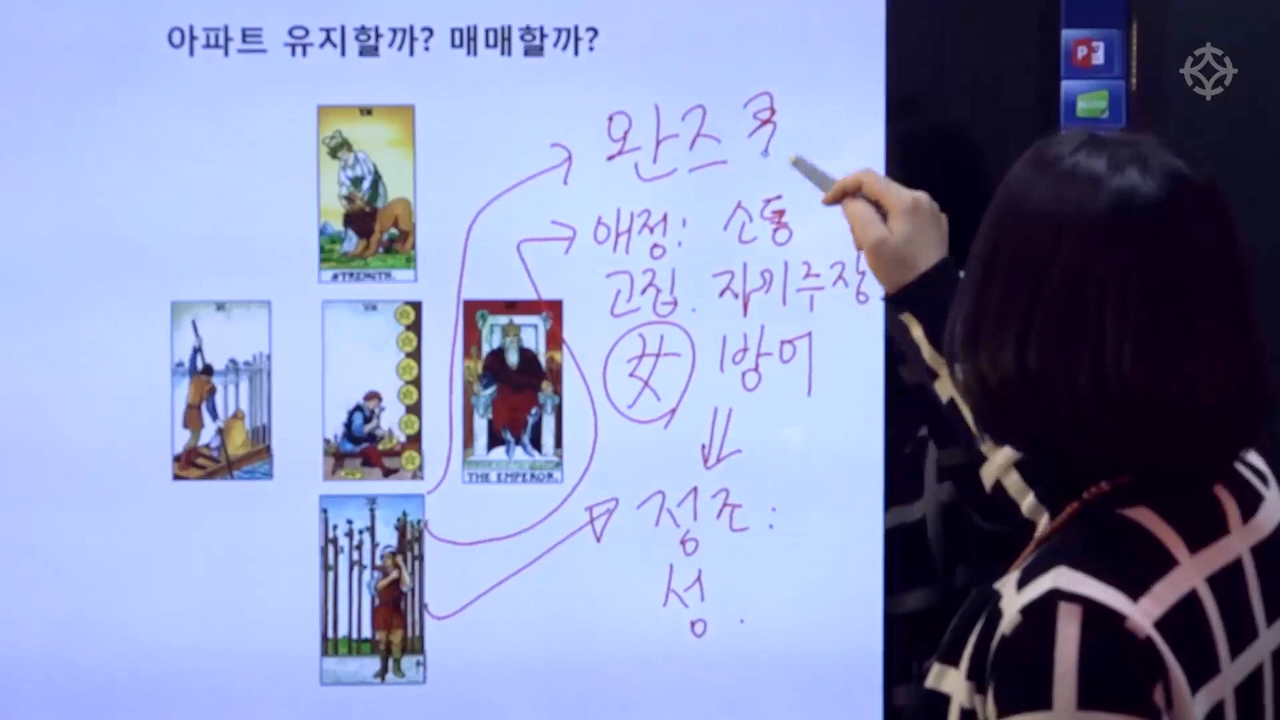 아파트 유지할까? 매매할까?
STRENGTH.
THE EMPEROR.
완즈
애정: 소통
고집. 자기주장
女 방어
정조:
성.